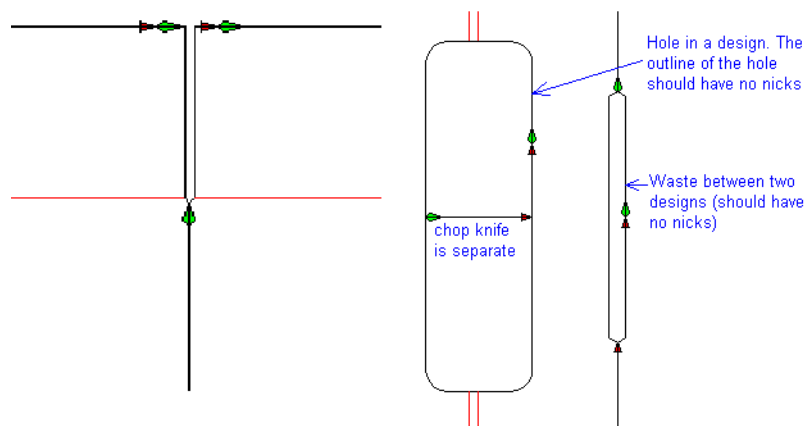 Hole in a design. The
outline of the hole
should have no nicks
chop knife
is separate
Waste between two
designs (should have
no nicks)